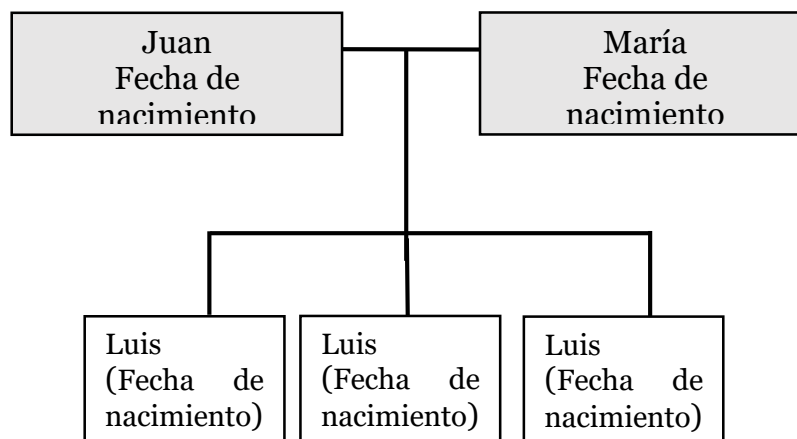 Juan
Fecha de
nacimiento
María
Fecha de
nacimiento
Luis
(Fecha de
nacimiento)
Luis
(Fecha de
nacimiento)
Luis
(Fecha de
nacimiento)